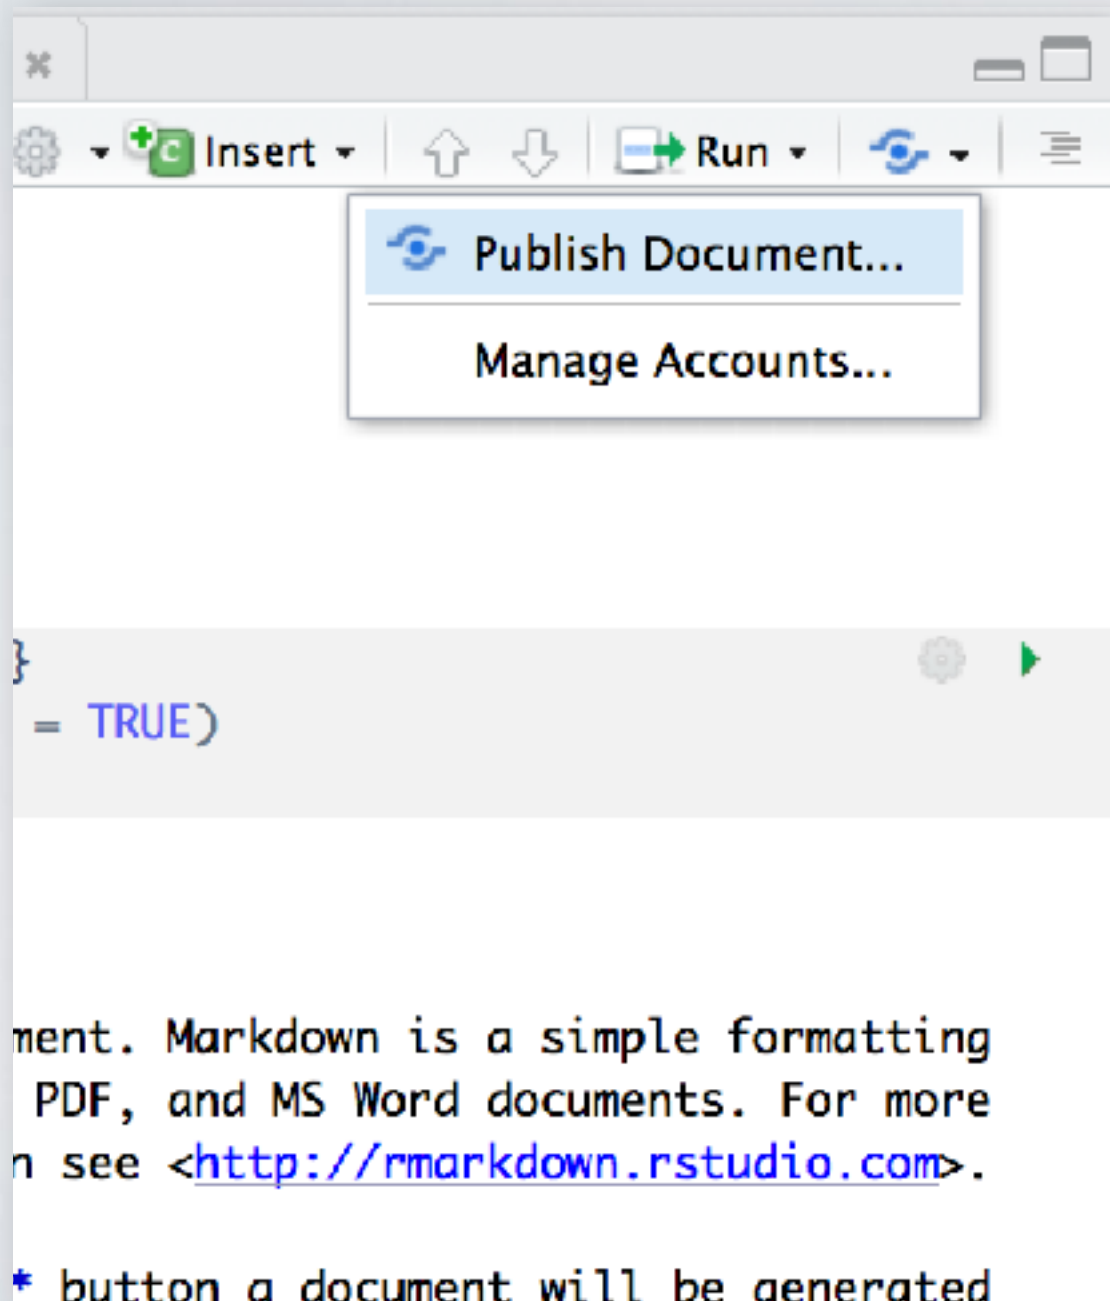 Insert
Run
Publish Document...
Manage Accounts...
}
= TRUE)
ment. Markdown is a simple formatting
PDF, and MS Word documents. For more
n see <http://rmarkdown.rstudio.com>.
* button a document will be generated